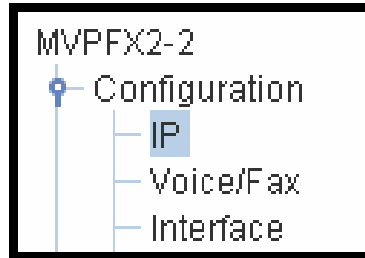 MVPFX2-2
Configuration
IP
Voice/Fax
Interface